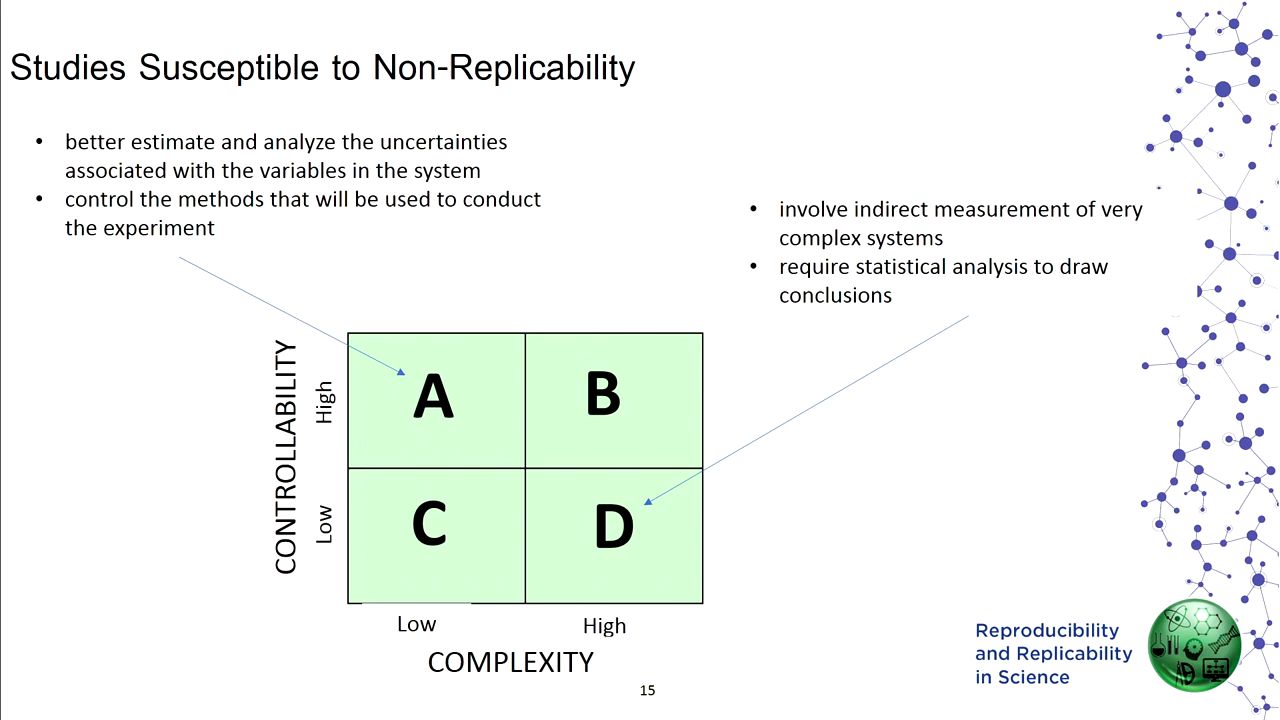 Studies Susceptible to Non-Replicability
• better estimate and analyze the uncertainties
associated with the variables in the system
• control the methods that will be used to conduct
the experiment
• involve indirect measurement of very
complex systems
• require statistical analysis to draw
conclusions
CONTROLLABILITY
High
Low
A
B
C
D
Low
High
COMPLEXITY
15
Reproducibility
and Replicability
in Science